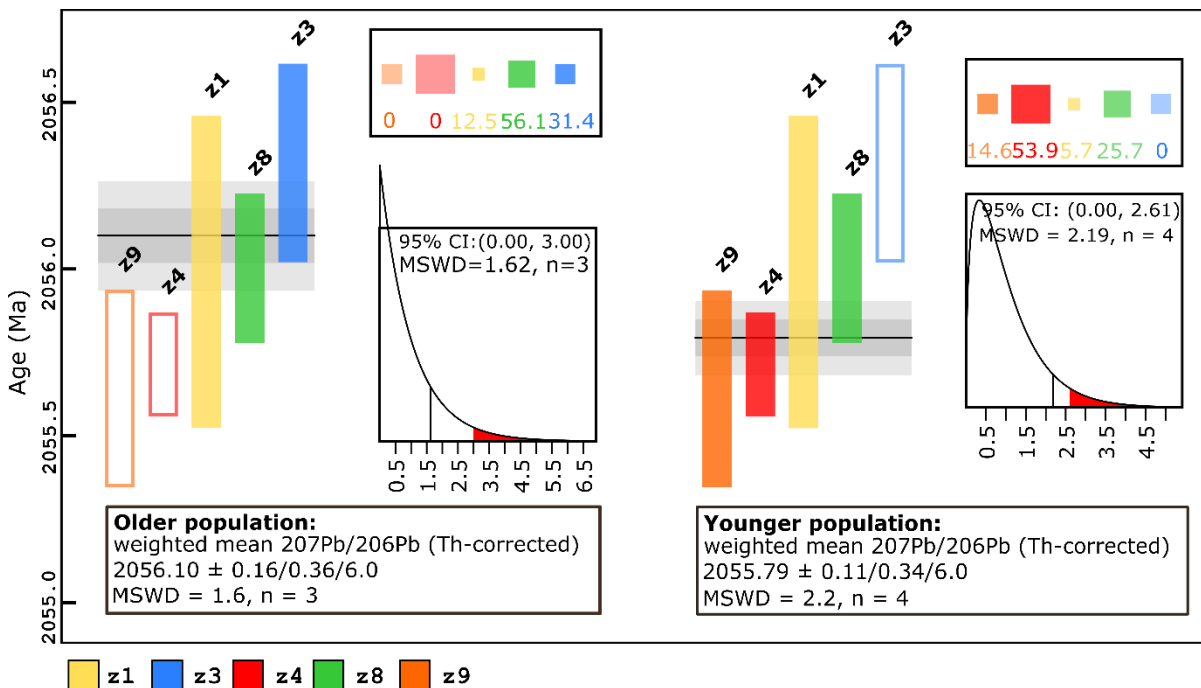 Age (Ma)
2056.5
2056.0
2055.5
2055.0
z9
z4
z1
z8
z3
0 0 12.5 56.1 31.4
95% CI:(0.00, 3.00)
MSWD=1.62, n=3
0.5 1.5 2.5 3.5 4.5 5.5 6.5
Older population:
weighted mean 207Pb/206Pb (Th-corrected)
2056.10 ± 0.16/0.36/6.0
MSWD = 1.6, n = 3
z9
z4
z1
z8
z3
14.6 53.9 5.7 25.7 0
95% CI: (0.00, 2.61)
MSWD = 2.19, n = 4
0.5 1.5 2.5 3.5 4.5
Younger population:
weighted mean 207Pb/206Pb (Th-corrected)
2055.79 ± 0.11/0.34/6.0
MSWD = 2.2, n = 4
z1 z3 z4 z8 z9